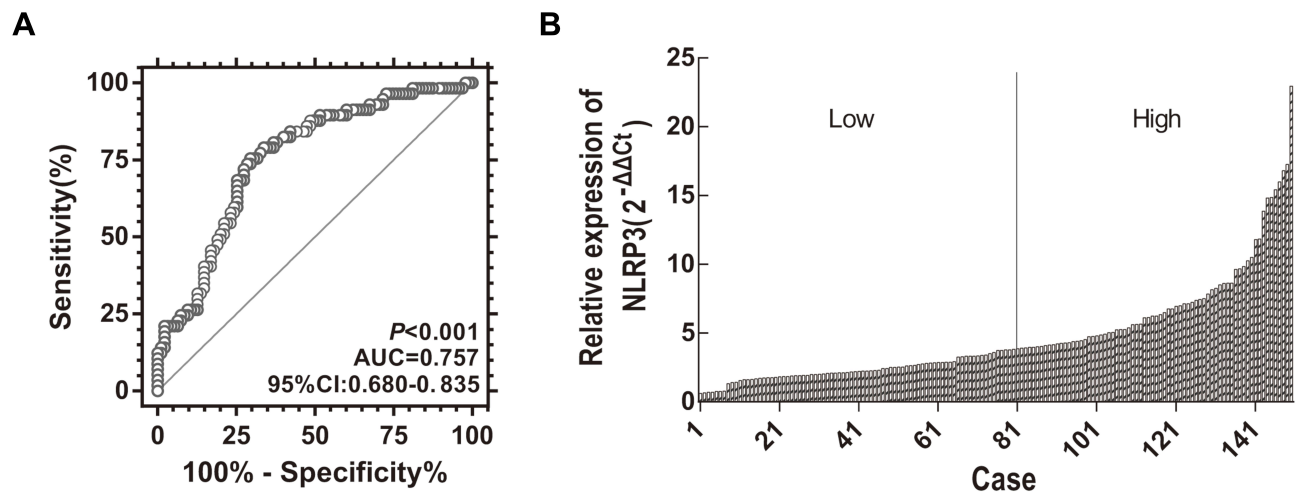 A
100
75
50
25
0
Sensitivity(%)
P<0.001
AUC=0.757
95%CI:0.680-0.835
0 25 50 75 100
100% - Specificity%
B
25
20
15
10
5
0
Relative expression of
NLRP3(2-ΔΔCt)
Low
High
1 21 41 61 81 101 121 141
Case